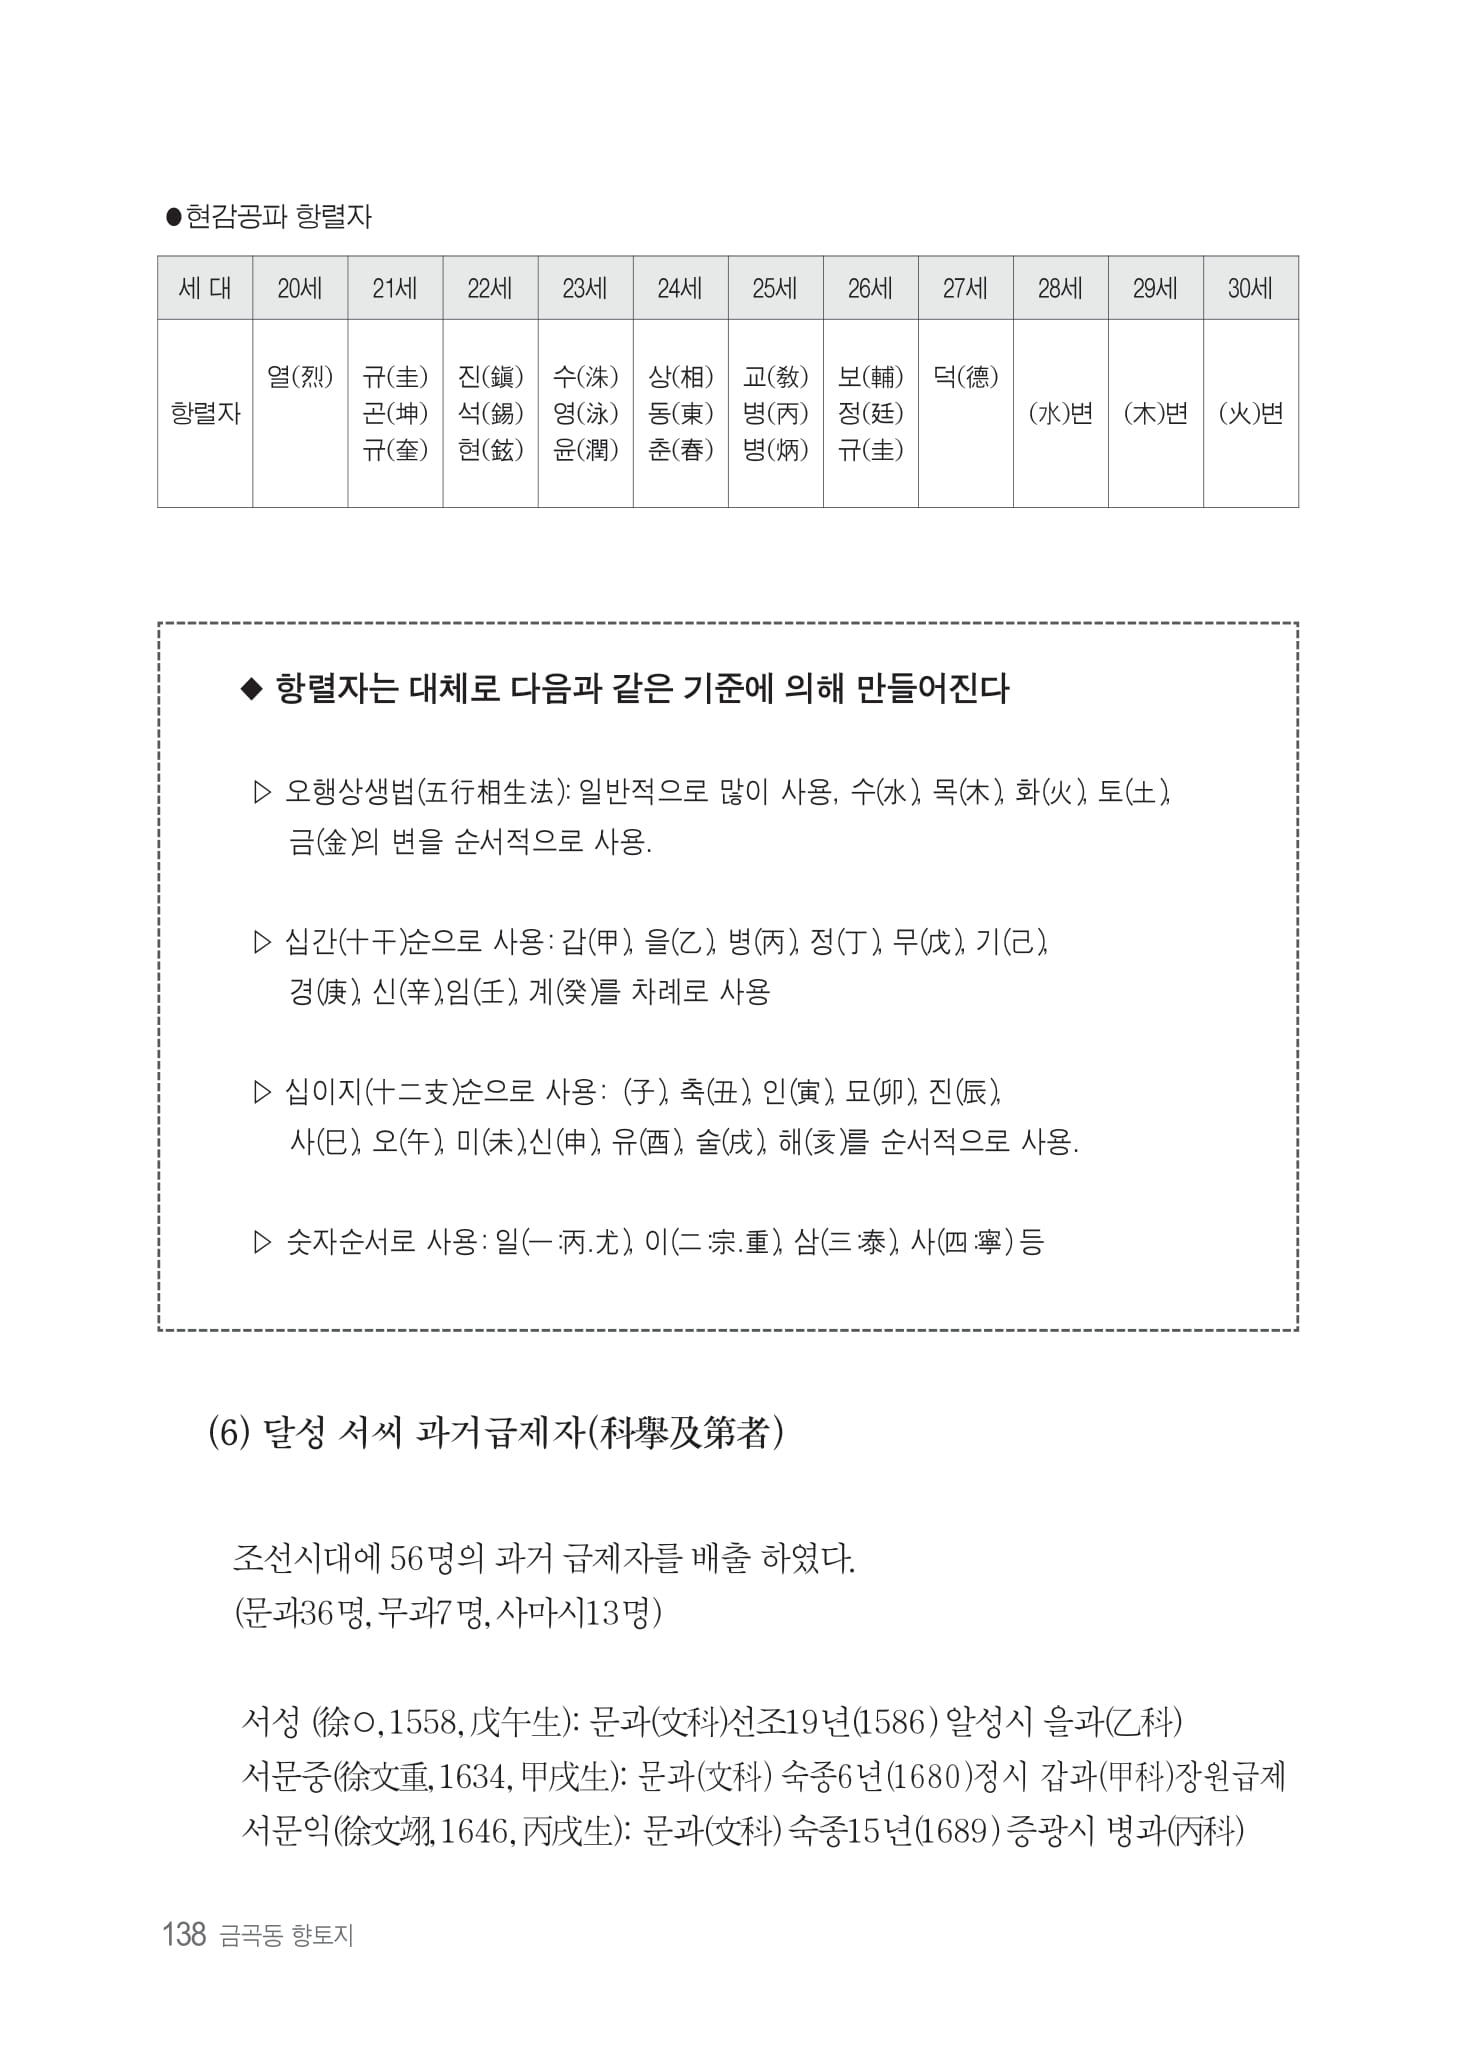 ●현감공파 항렬자
세 대 20세 21세 22세 23세 24세 25세 26세 27세 28세 29세 30세
열(烈) 규(圭) 진(鎭) 수(洙) 상(相) 교(敎) 보(輔) 덕(德)
항렬자 곤(坤) 석(錫) 영(泳) 동(東) 병(丙) 정(廷) (水)변 (木)변 (火)변
규(奎) 현(鉉) 윤(潤) 춘(春) 병(炳) 규(圭)
◆ 항렬자는 대체로 다음과 같은 기준에 의해 만들어진다
▷ 오행상생법(五行相生法): 일반적으로 많이 사용, 수(水), 목(木), 화(火), 토(土),
금(金)의 변을 순서적으로 사용.
▷ 십간(十干)순으로 사용: 갑(甲), 을(乙), 병(丙), 정(丁), 무(戊), 기(己),
경(庚), 신(辛),임(壬), 계(癸)를 차례로 사용
▷ 십이지(十二支)순으로 사용: (子), 축(丑), 인(寅), 묘(卯), 진(辰),
사(巳), 오(午), 미(未),신(申), 유(酉), 술(戌), 해(亥)를 순서적으로 사용.
▷ 숫자순서로 사용: 일(一:丙.尤), 이(二:宗.重), 삼(三:泰), 사(四:寧) 등
(6) 달성 서씨 과거급제자(科擧及第者)
조선시대에 56명의 과거 급제자를 배출 하였다.
(문과36명, 무과7명, 사마시13명)
서성 (徐○, 1558, 戊午生): 문과(文科)선조19년(1586) 알성시 을과(乙科)
서문중(徐文重, 1634, 甲戌生): 문과(文科) 숙종6년(1680)정시 갑과(甲科)장원급제
서문익(徐文翊, 1646, 丙戌生): 문과(文科) 숙종15년(1689) 증광시 병과(丙科)
138 금곡동 향토지